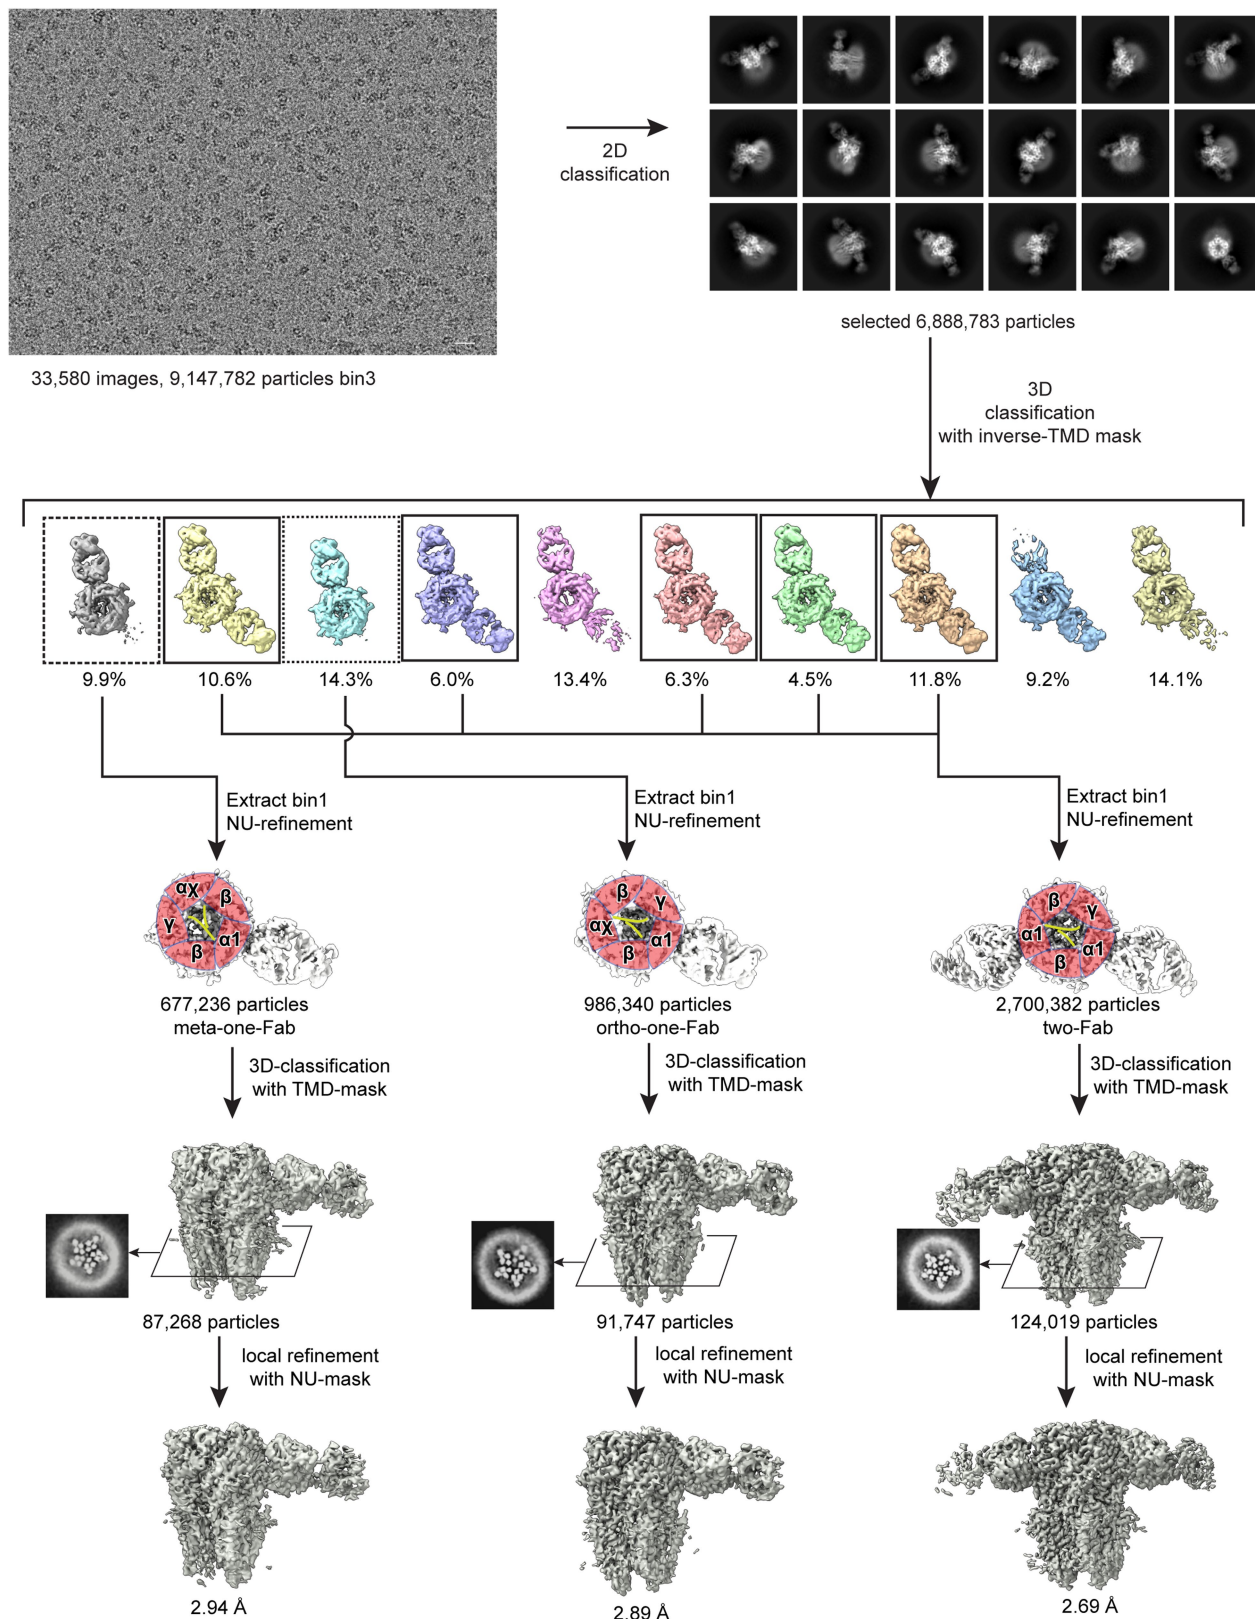 2D
classification
selected 6,888,783 particles
33,580 images, 9,147,782 particles bin3
3D
classification
with inverse-TMD mask
9.9%
10.6%
14.3%
6.0%
13.4%
6.3%
4.5%
11.8%
9.2%
14.1%
Extract bin1
NU-refinement
Extract bin1
NU-refinement
Extract bin1
NU-refinement
αχ
β
γ
α1
β
β
γ
αχ
α1
β
β
γ
α1
α1
β
677,236 particles
meta-one-Fab
986,340 particles
ortho-one-Fab
2,700,382 particles
two-Fab
3D-classification
with TMD-mask
3D-classification
with TMD-mask
3D-classification
with TMD-mask
87,268 particles
91,747 particles
124,019 particles
local refinement
with NU-mask
local refinement
with NU-mask
local refinement
with NU-mask
2.94 Å
2.89 Å
2.69 Å